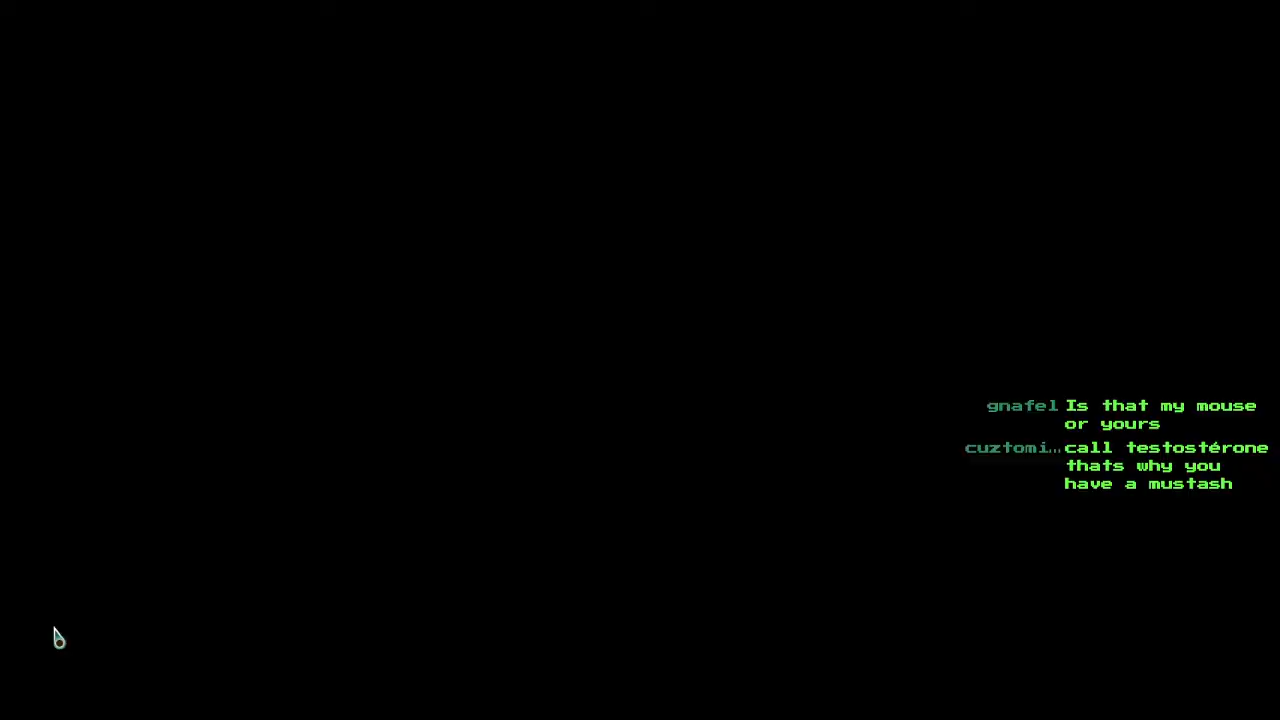 gnafel Is that my mouse
or yours
cuztomi… call testostérone
thats why you
have a mustash